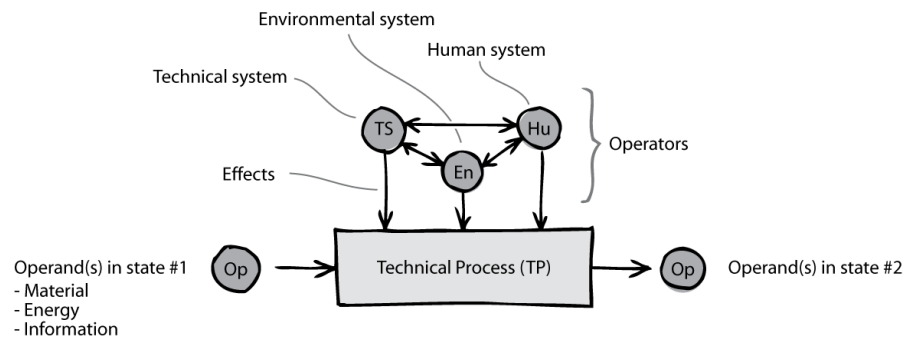 Environmental system
Human system
Technical system
TS
Hu
Operators
En
Effects
Operand(s) in state #1
- Material
- Energy
- Information
Op
Technical Process (TP)
Op
Operand(s) in state #2